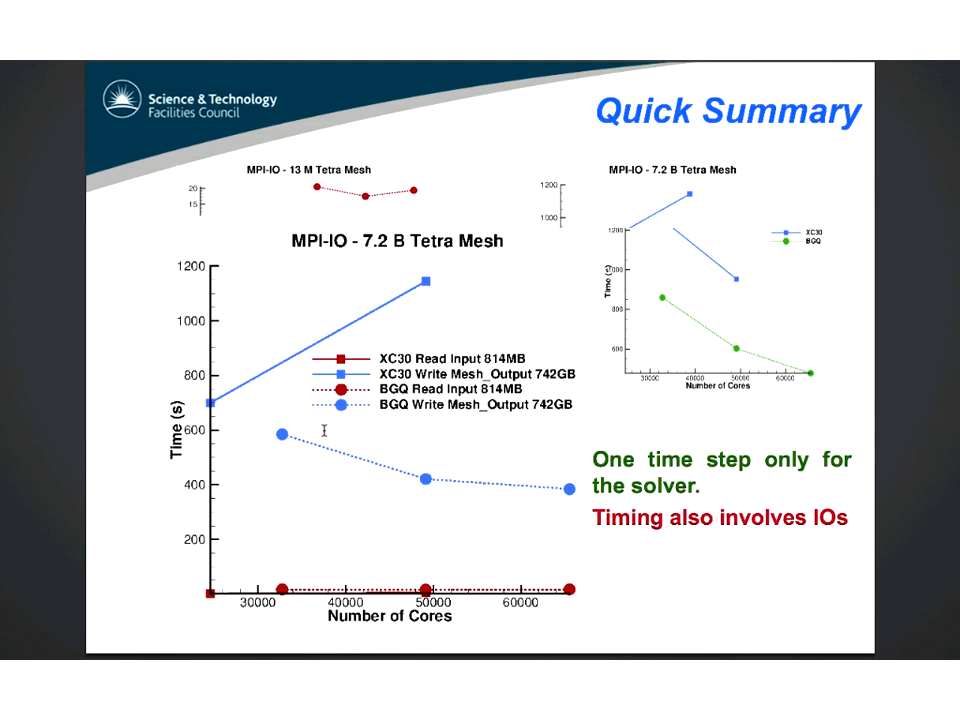 Science & Technology
Facilities Council
Quick Summary
MPI-IO - 13 M Tetra Mesh
20
15
MPI-IO - 7.2 B Tetra Mesh
1200
1000
MPI-IO - 7.2 B Tetra Mesh
1200
1000
800
600
400
200
Time (s)
XC30 Read Input 814MB
XC30 Write Mesh_Output 742GB
BGQ Read Input 814MB
BGQ Write Mesh_Output 742GB
30000
40000
50000
60000
Number of Cores
1200
1000
800
600
Time (s)
XC30
BGQ
30000
40000
50000
60000
Number of Cores
One time step only for
the solver.
Timing also involves IOs